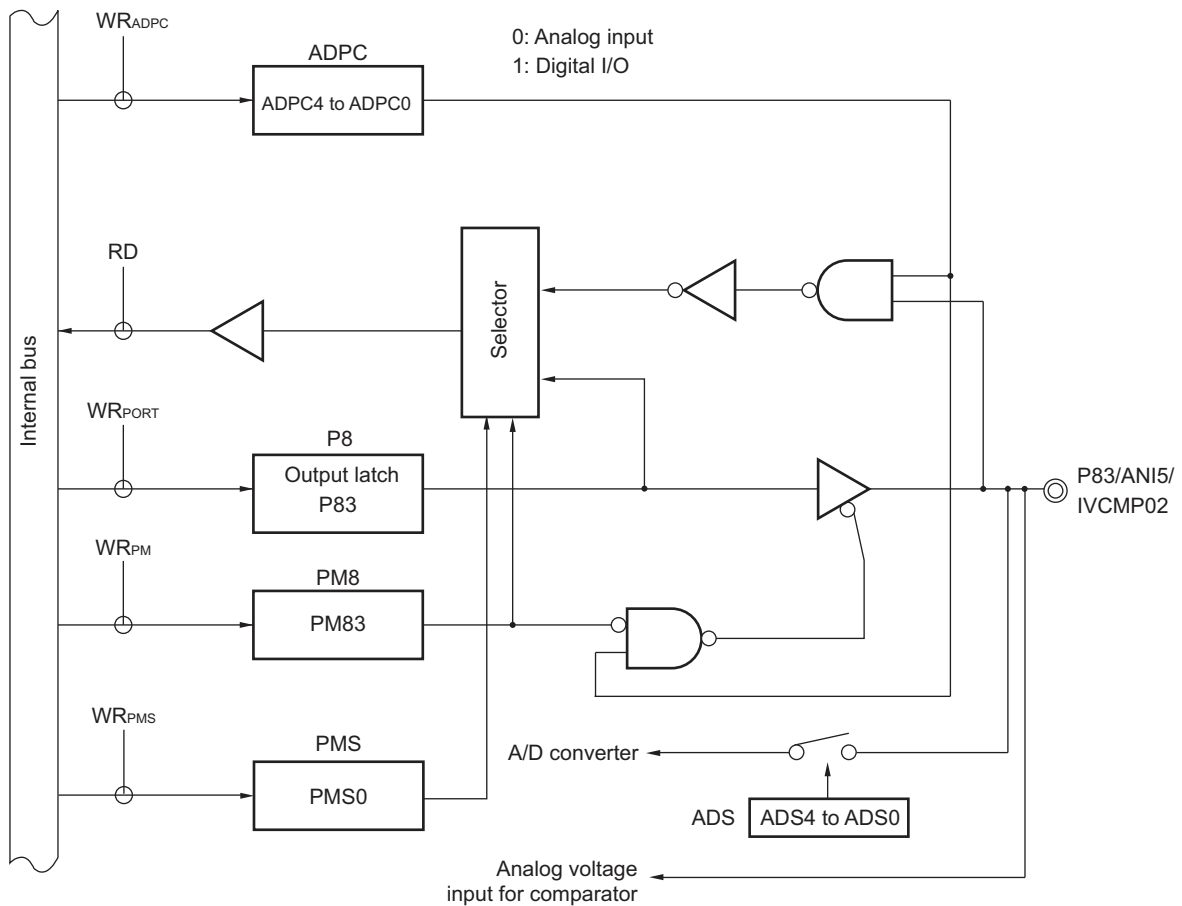 WRADPC
ADPC
0: Analog input
1: Digital I/O
ADPC4 to ADPC0
RD
Selector
Internal bus
WRPORT
P8
Output latch
P83
P83/ANI5/
IVCMP02
WRPM
PM8
PM83
WRPMS
PMS
PMS0
A/D converter
ADS
ADS4 to ADS0
Analog voltage
input for comparator